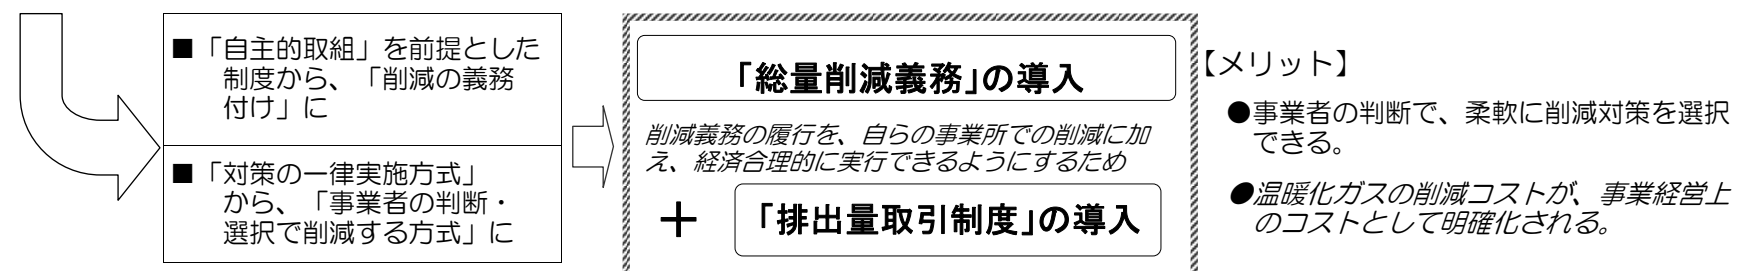 ■「自主的取組」を前提とした
制度から、「削減の義務
付け」に
■「対策の一律実施方式」
から、「事業者の判断・
選択で削減する方式」に
「総量削減義務」の導入
削減義務の履行を、自らの事業所での削減に加
え、経済合理的に実行できるようにするため
＋
「排出量取引制度」の導入
【メリット】
●事業者の判断で、柔軟に削減対策を選択
できる。
●温暖化ガスの削減コストが、事業経営上
のコストとして明確化される。